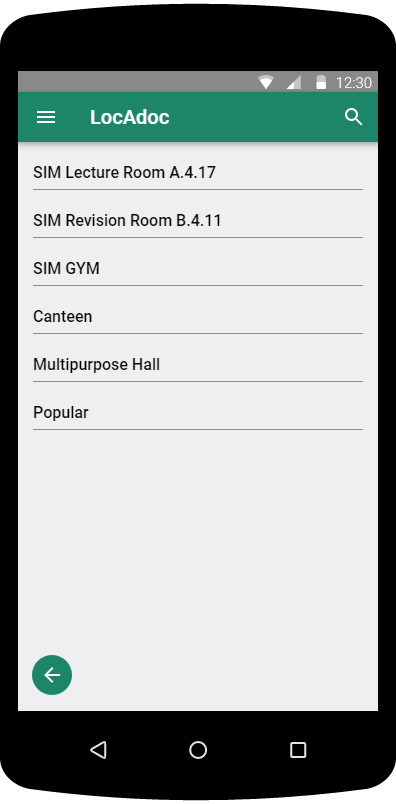 12:30
LocAdoc
SIM Lecture Room A.4.17
SIM Revision Room B.4.11
SIM GYM
Canteen
Multipurpose Hall
Popular